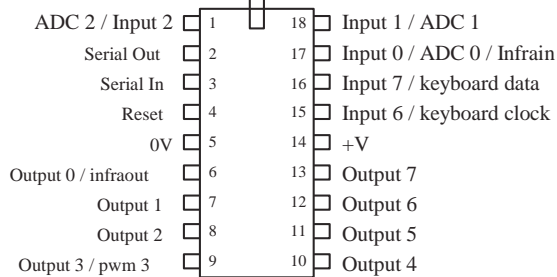 ADC 2 / Input 2 1 18 Input 1 / ADC 1
Serial Out 2 17 Input 0 / ADC 0 / Infrain
Serial In 3 16 Input 7 / keyboard data
Reset 4 15 Input 6 / keyboard clock
0V 5 14 +V
Output 0 / infraout 6 13 Output 7
Output 1 7 12 Output 6
Output 2 8 11 Output 5
Output 3 / pwm 3 9 10 Output 4